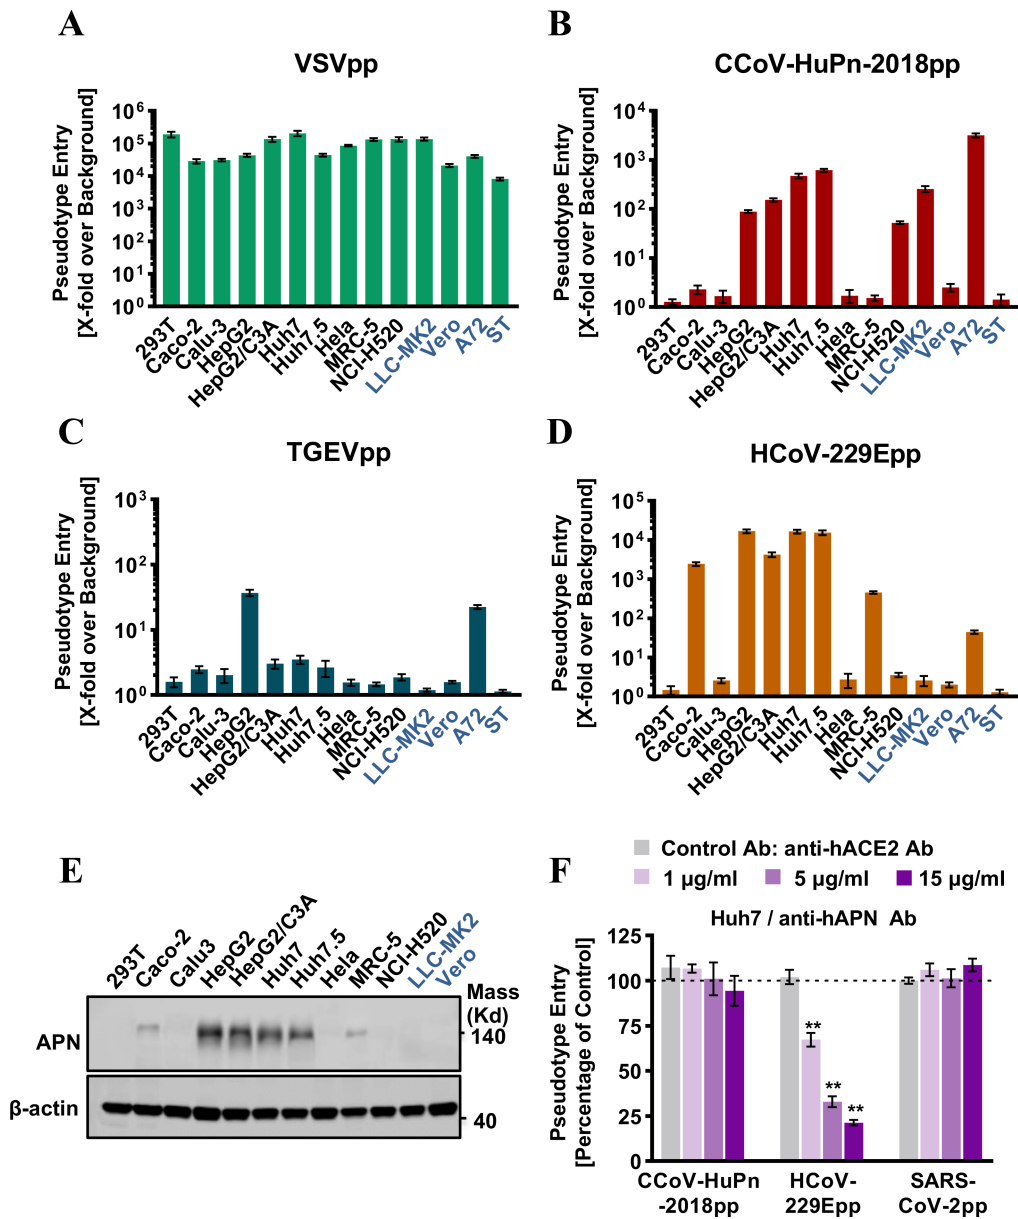 A
VSVpp
Pseudotype Entry
[X-fold over Background]
10^6
10^5
10^4
10^3
10^2
10^1
10^0
293T
Caco-2
Calu-3
HepG2
HepG2/C3A
Huh7
Huh7.5
Hela
MRC-5
NCI-H520
LLC-MK2
Vero
A72
ST
B
CCoV-HuPn-2018pp
Pseudotype Entry
[X-fold over Background]
10^4
10^3
10^2
10^1
10^0
293T
Caco-2
Calu-3
HepG2
HepG2/C3A
Huh7
Huh7.5
Hela
MRC-5
NCI-H520
LLC-MK2
Vero
A72
ST
C
TGEVpp
Pseudotype Entry
[X-fold over Background]
10^3
10^2
10^1
10^0
293T
Caco-2
Calu-3
HepG2
HepG2/C3A
Huh7
Huh7.5
Hela
MRC-5
NCI-H520
LLC-MK2
Vero
A72
ST
D
HCoV-229Epp
Pseudotype Entry
[X-fold over Background]
10^5
10^4
10^3
10^2
10^1
10^0
293T
Caco-2
Calu-3
HepG2
HepG2/C3A
Huh7
Huh7.5
Hela
MRC-5
NCI-H520
LLC-MK2
Vero
A72
ST
E
293T
Caco-2
Calu3
HepG2
HepG2/C3A
Huh7
Huh7.5
Hela
MRC-5
NCI-H520
LLC-MK2
Vero
Mass
(Kd)
APN
140
β-actin
40
F
Control Ab: anti-hACE2 Ab
1 µg/ml
5 µg/ml
15 µg/ml
Huh7 / anti-hAPN Ab
Pseudotype Entry
[Percentage of Control]
125
100
75
50
25
0
**
**
**
CCoV-HuPn
-2018pp
HCoV-
229Epp
SARS-
CoV-2pp